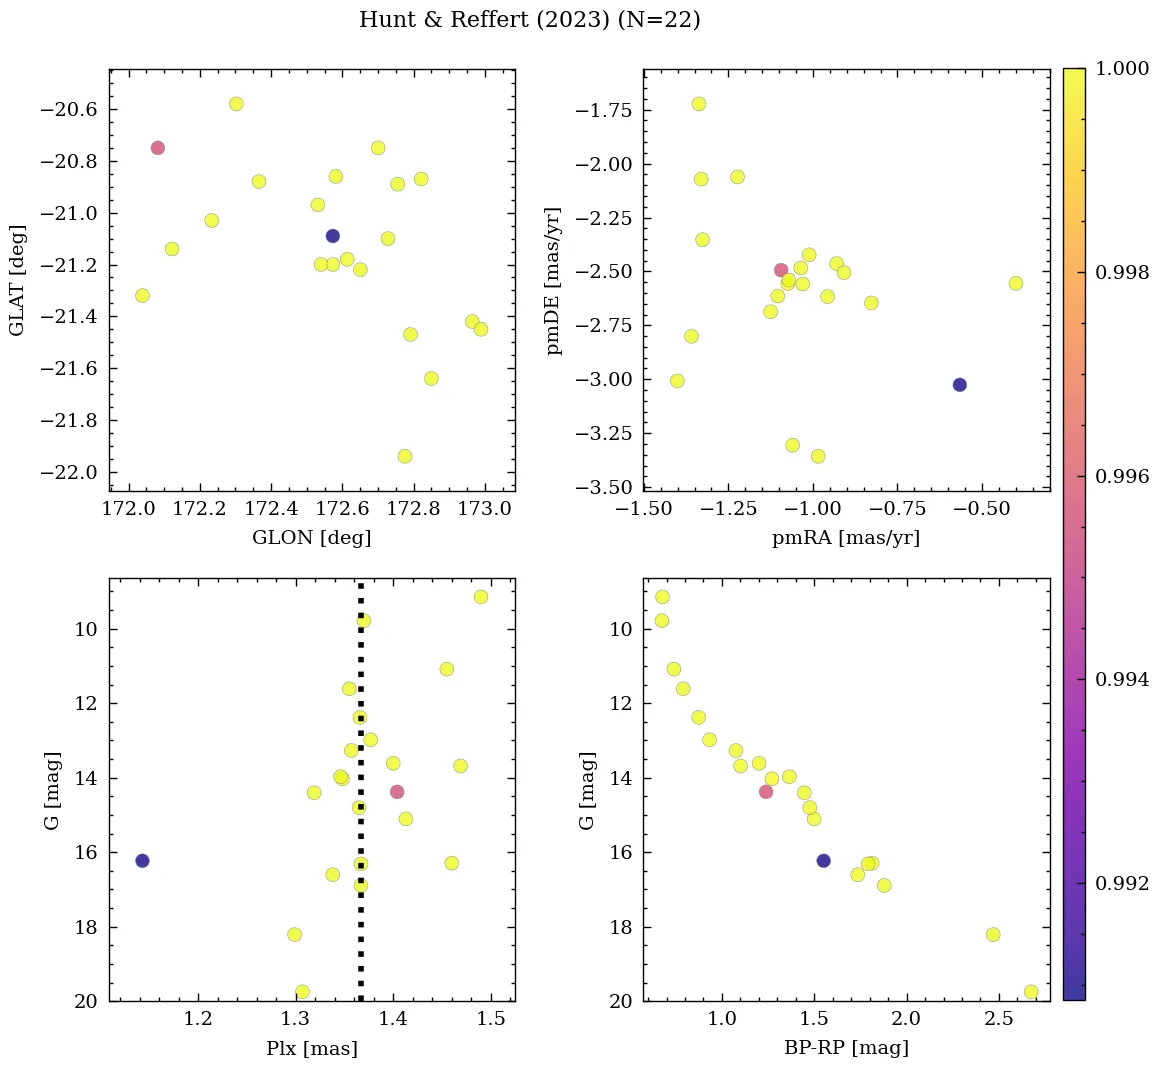 Hunt & Reffert (2023) (N=22)
−20.6
−20.8
−21.0
−21.2
−21.4
−21.6
−21.8
−22.0
GLAT [deg]
172.0 172.2 172.4 172.6 172.8 173.0
GLON [deg]
−1.75
−2.00
−2.25
−2.50
−2.75
−3.00
−3.25
−3.50
pmDE [mas/yr]
−1.50 −1.25 −1.00 −0.75 −0.50
pmRA [mas/yr]
10
12
14
16
18
20
G [mag]
1.2 1.3 1.4 1.5
Plx [mas]
10
12
14
16
18
20
G [mag]
1.0 1.5 2.0 2.5
BP-RP [mag]
1.000
0.998
0.996
0.994
0.992